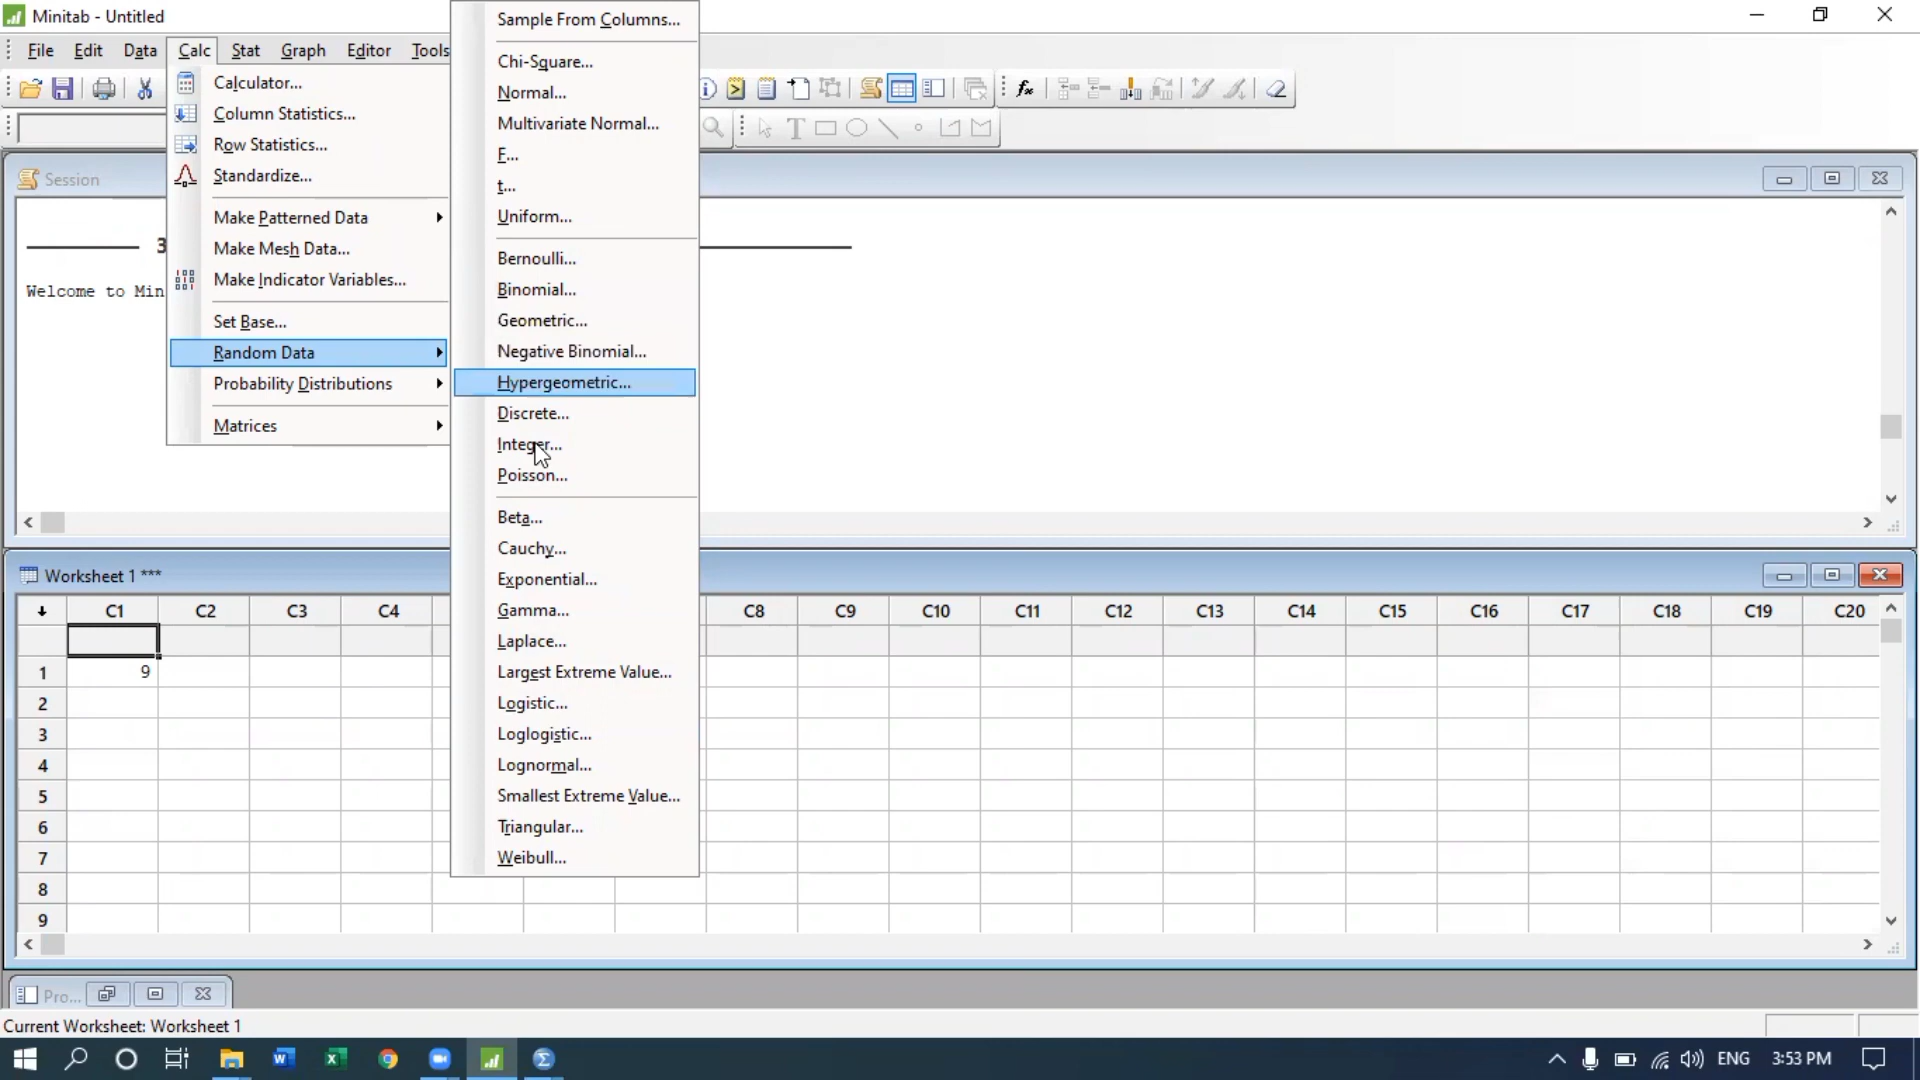 Minitab - Untitled
File Edit Data Calc Stat Graph Editor Tools
Calculator...
Column Statistics...
Row Statistics...
Standardize...
Make Patterned Data
Make Mesh Data...
Make Indicator Variables...
Set Base...
Random Data
Probability Distributions
Matrices
Sample From Columns...
Chi-Square...
Normal...
Multivariate Normal...
F...
t...
Uniform...
Bernoulli...
Binomial...
Geometric...
Negative Binomial...
Hypergeometric...
Discrete...
Integer...
Poisson...
Beta...
Cauchy...
Exponential...
Gamma...
Laplace...
Largest Extreme Value...
Logistic...
Loglogistic...
Lognormal...
Smallest Extreme Value...
Triangular...
Weibull...
Session
3
Welcome to Min
Worksheet 1 ***
C1 C2 C3 C4 C8 C9 C10 C11 C12 C13 C14 C15 C16 C17 C18 C19 C20
1 9
2
3
4
5
6
7
8
9
Pro...
Current Worksheet: Worksheet 1
ENG 3:53 PM